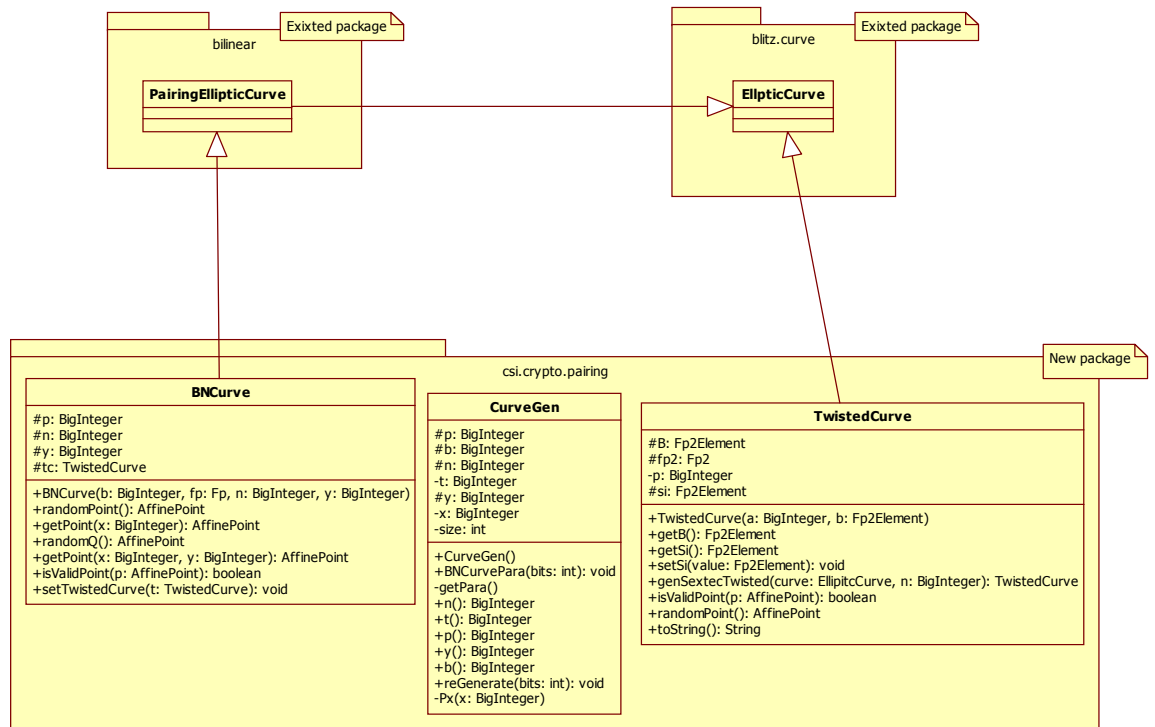 Exixted package
bilinear
PairingEllipticCurve
Exixted package
blitz.curve
EllpticCurve
New package
csi.crypto.pairing
BNCurve
#p: BigInteger
#n: BigInteger
#y: BigInteger
#tc: TwistedCurve
+BNCurve(b: BigInteger, fp: Fp, n: BigInteger, y: BigInteger)
+randomPoint(): AffinePoint
+getPoint(x: BigInteger): AffinePoint
+randomQ(): AffinePoint
+getPoint(x: BigInteger, y: BigInteger): AffinePoint
+isValidPoint(p: AffinePoint): boolean
+setTwistedCurve(t: TwistedCurve): void
CurveGen
#p: BigInteger
#b: BigInteger
#n: BigInteger
-t: BigInteger
#y: BigInteger
-x: BigInteger
-size: int
+CurveGen()
+BNCurvePara(bits: int): void
-getPara()
+n(): BigInteger
+t(): BigInteger
+p(): BigInteger
+y(): BigInteger
+b(): BigInteger
+reGenerate(bits: int): void
-Px(x: BigInteger)
TwistedCurve
#B: Fp2Element
#fp2: Fp2
-p: BigInteger
#si: Fp2Element
+TwistedCurve(a: BigInteger, b: Fp2Element)
+getB(): Fp2Element
+getSi(): Fp2Element
+setSi(value: Fp2Element): void
+genSextecTwisted(curve: EllipitcCurve, n: BigInteger): TwistedCurve
+isValidPoint(p: AffinePoint): boolean
+randomPoint(): AffinePoint
+toString(): String